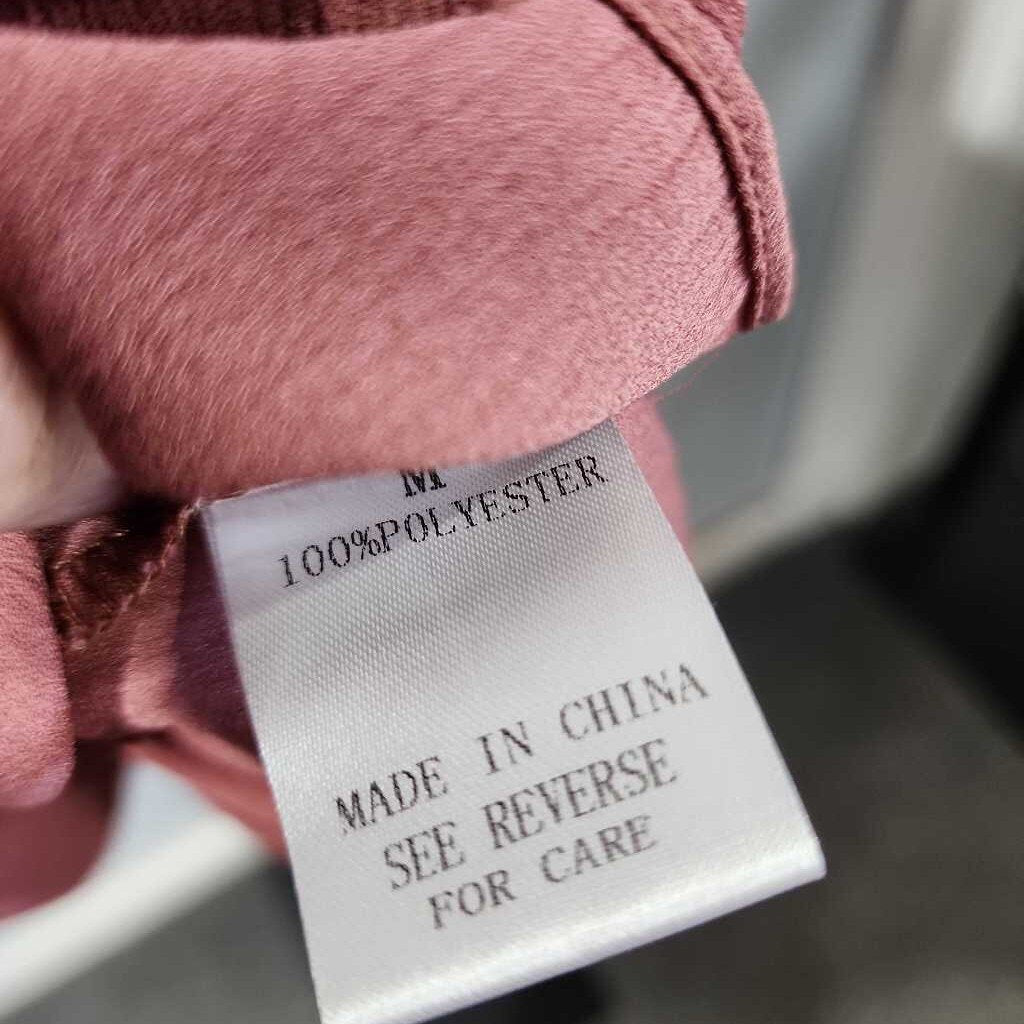 M
100%POLYESTER
MADE IN CHINA
SEE REVERSE
FOR CARE